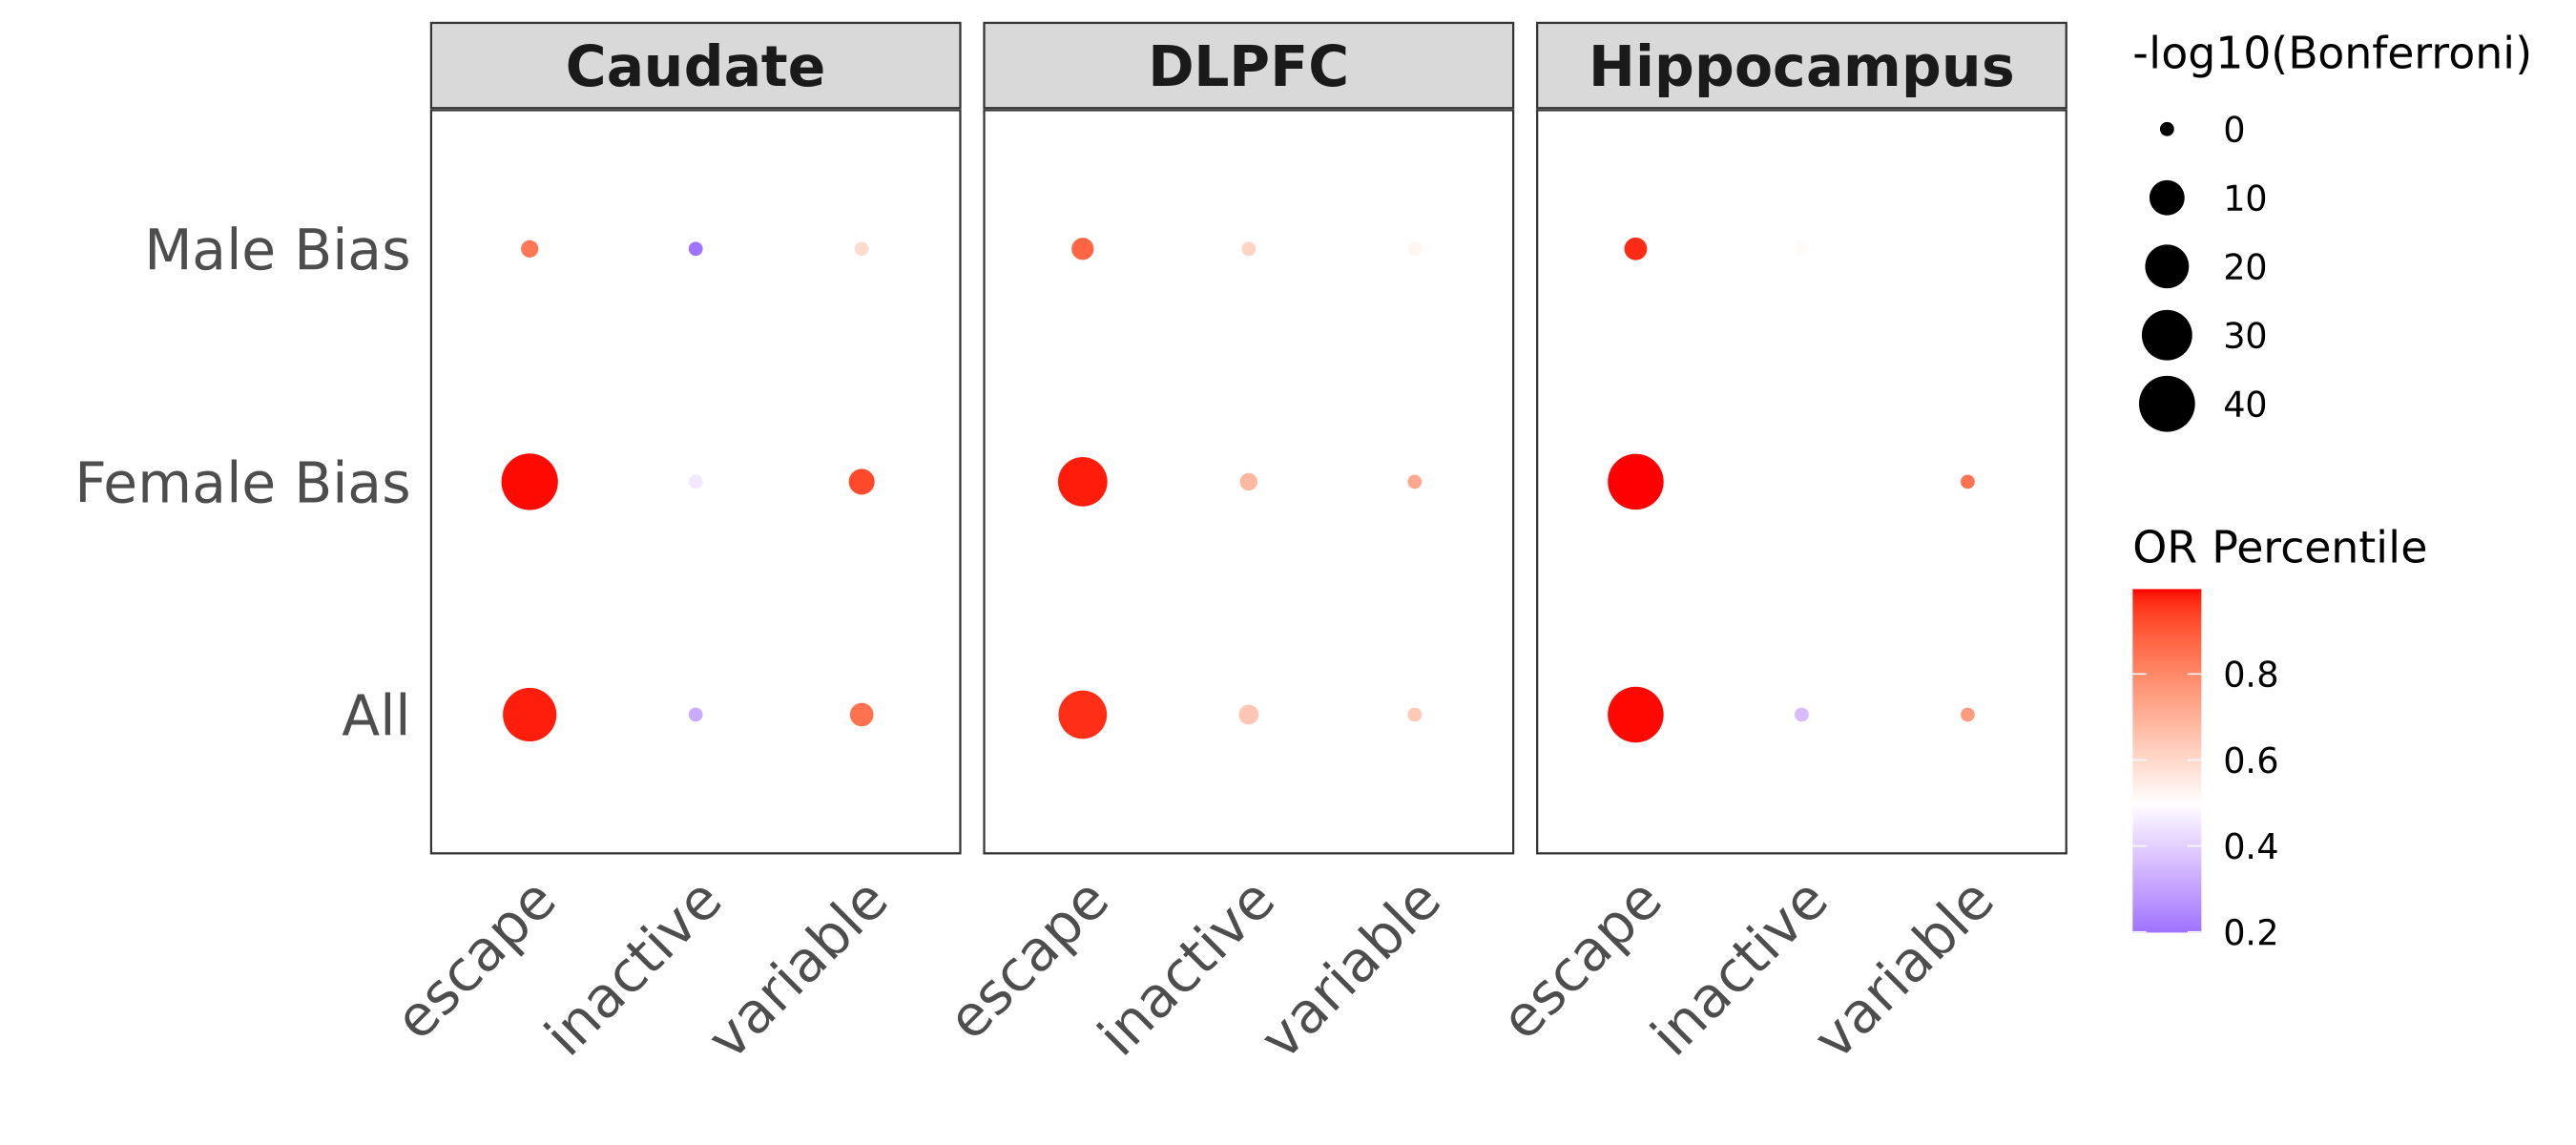 Caudate
DLPFC
Hippocampus
Male Bias
Female Bias
All
escape
inactive
variable
escape
inactive
variable
escape
inactive
variable
-log10(Bonferroni)
0
10
20
30
40
OR Percentile
0.8
0.6
0.4
0.2